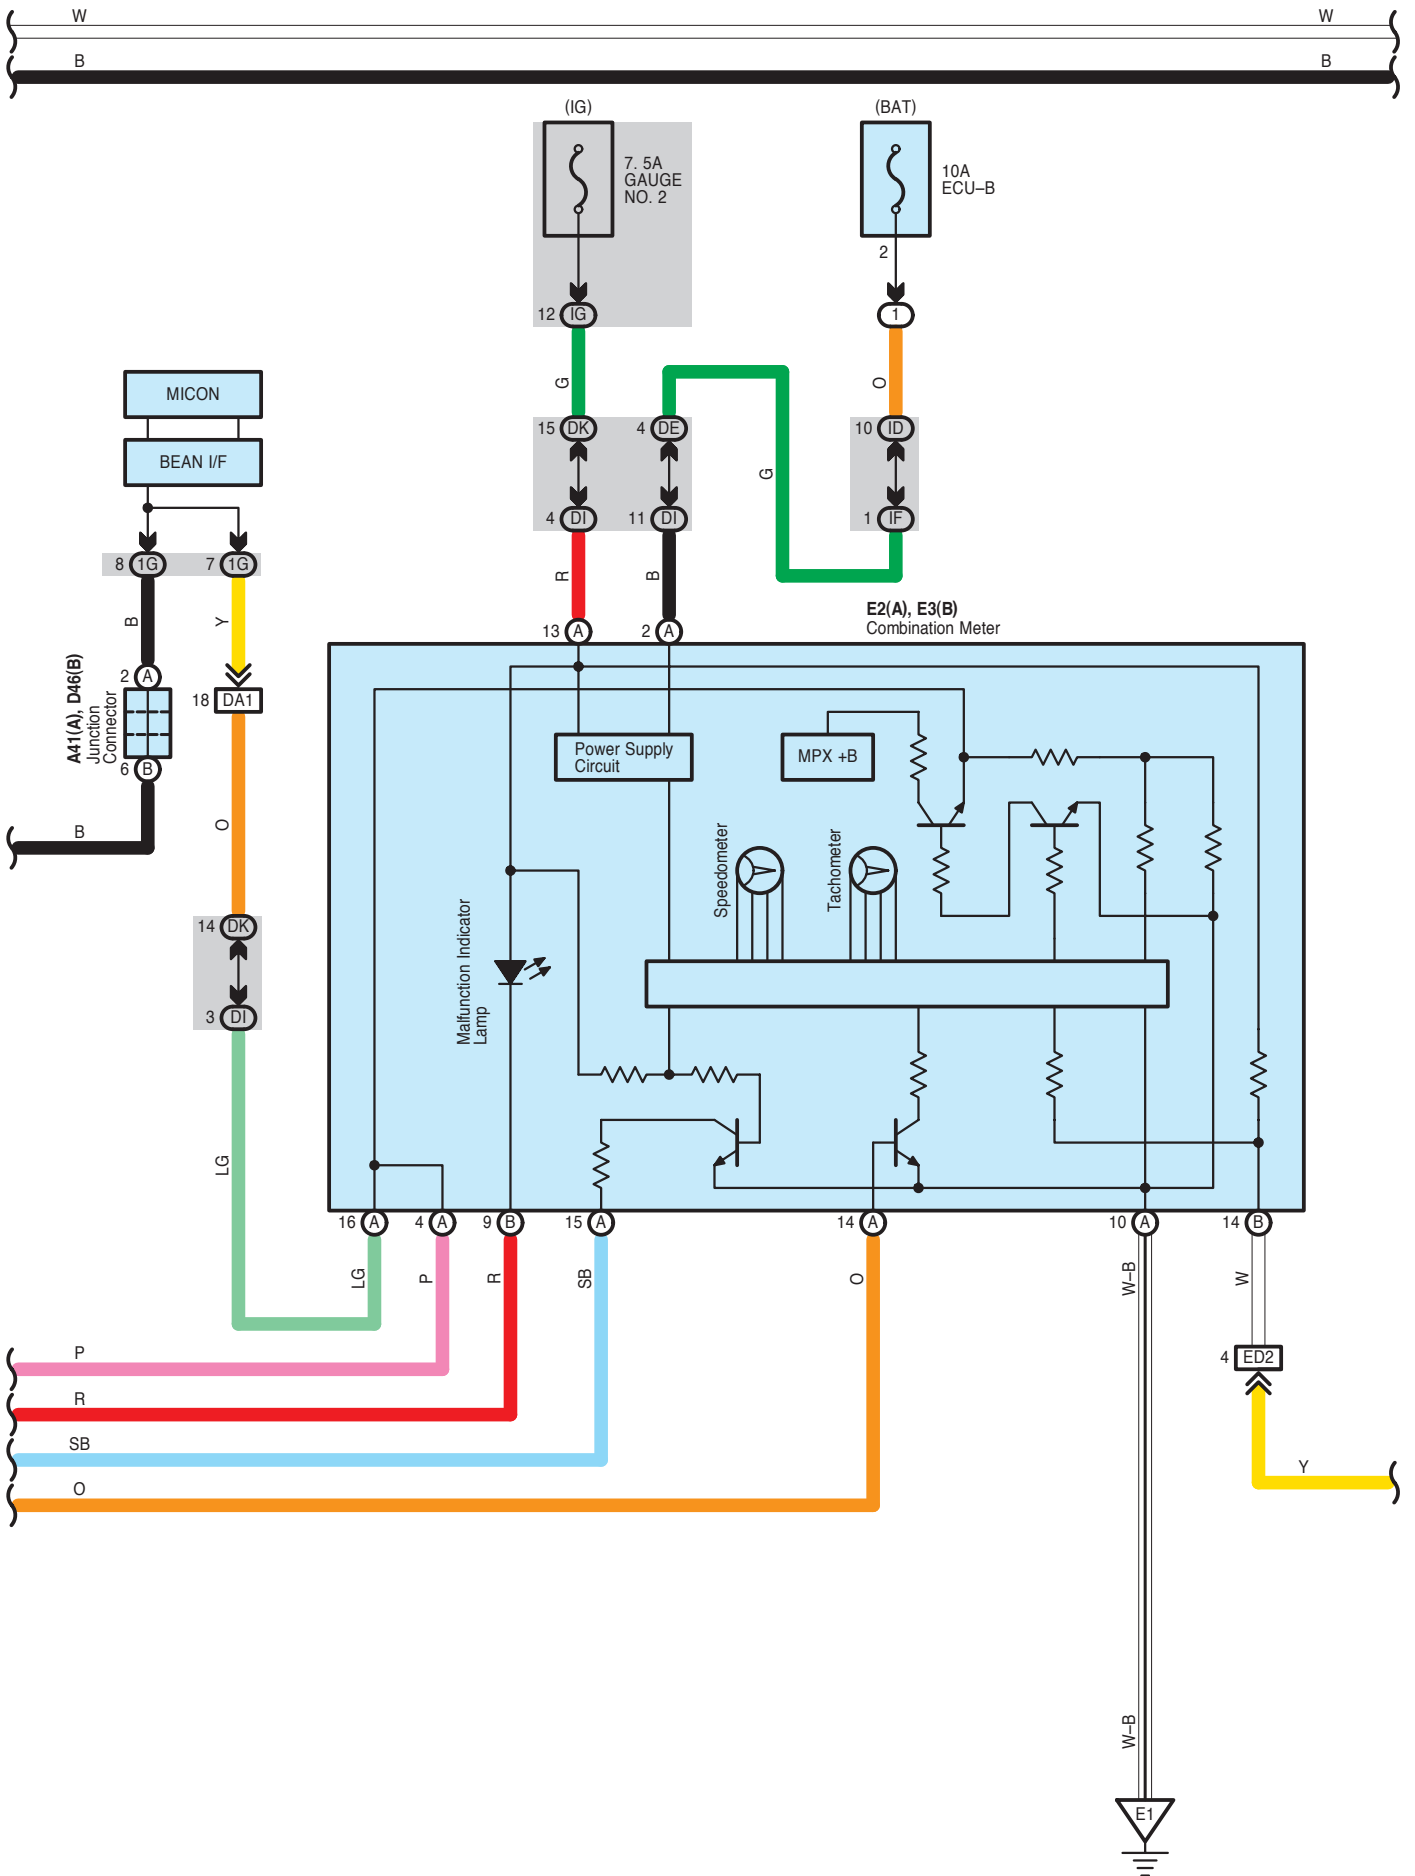 W W
B B
(IG) (BAT)
7. 5A
GAUGE
NO. 2
10A
ECU–B
2
12 IG
1
MICON
BEAN I/F
G
O
15 DK
4 DE
10 ID
G
4 DI
11 DI
1 IF
8 1G
7 1G
R
B
B
Y
E2(A), E3(B)
Combination Meter
13 A
2 A
A41(A), D46(B)
Junction
Connector
2 A
18 DA1
6 B
Power Supply
Circuit
MPX +B
B
O
Speedometer
Tachometer
14 DK
Malfunction Indicator
Lamp
3 DI
LG
16 A
4 A
9 B
15 A
14 A
10 A
14 B
LG
P
R
SB
O
W–B
W
P
4 ED2
R
SB
Y
O
W–B
E1